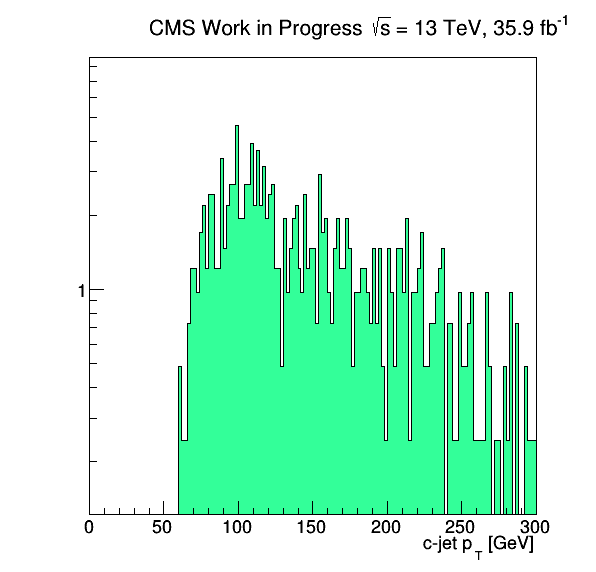 CMS Work in Progress √s = 13 TeV, 35.9 fb⁻¹
1
0 50 100 150 200 250 300
c-jet p_T [GeV]